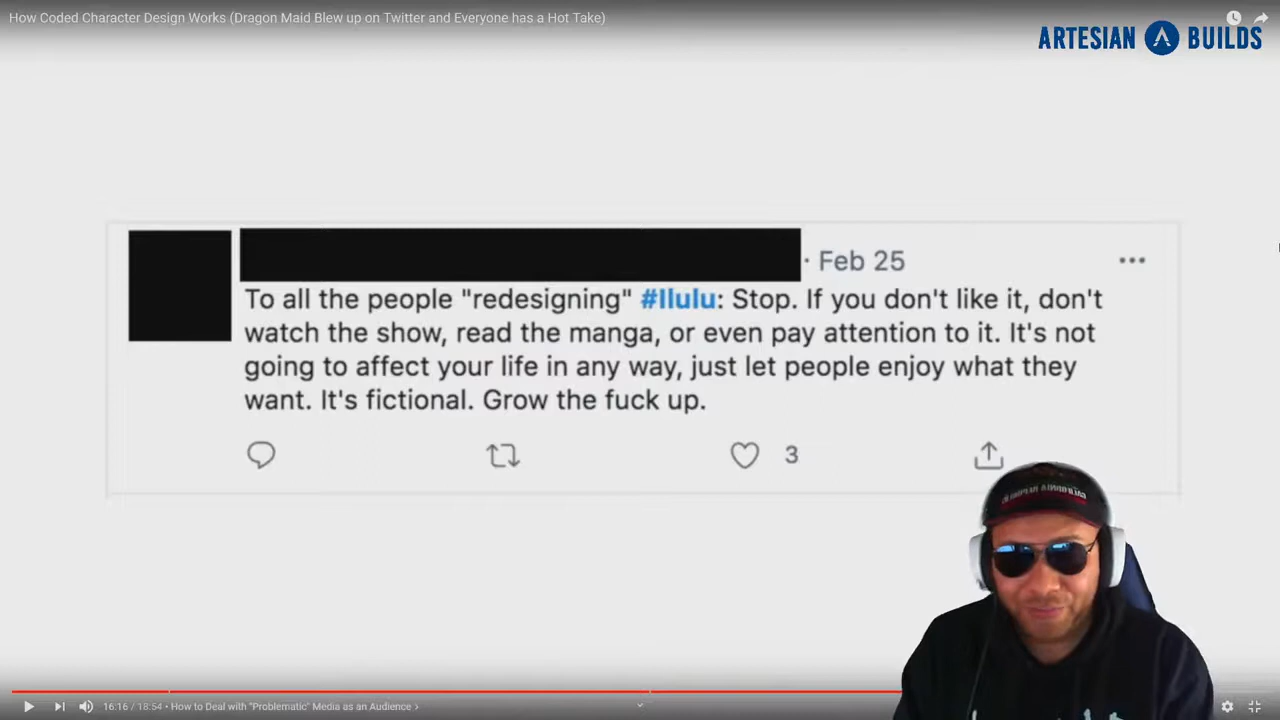 How Coded Character Design Works (Dragon Maid Blew up on Twitter and Everyone has a Hot Take)
ARTESIAN BUILDS
· Feb 25
To all the people "redesigning" #Ilulu: Stop. If you don't like it, don't
watch the show, read the manga, or even pay attention to it. It's not
going to affect your life in any way, just let people enjoy what they
want. It's fictional. Grow the fuck up.
3
16:16 / 18:54 • How to Deal with "Problematic" Media as an Audience >